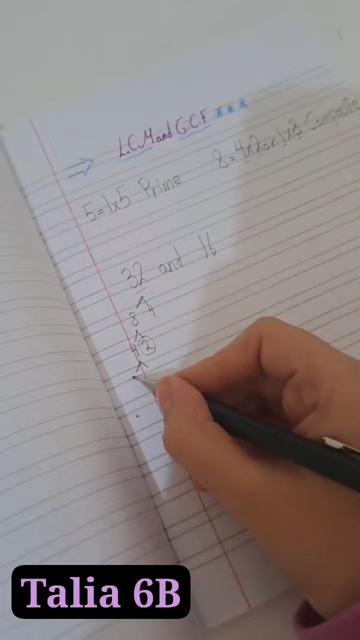 L.C.M and G.C.F ***
5=1x5 Prime 8=4x2 or 1x8 Composite
32 and 16
8 4
4 2
Talia 6B